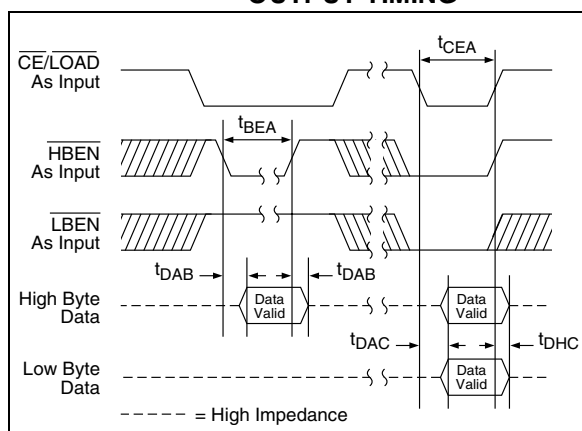 OUTPUT TIMING
CE/LOAD
As Input
tCEA
tBEA
HBEN
As Input
LBEN
As Input
tDAB
tDAB
High Byte
Data
Data
Valid
Data
Valid
tDAC
tDHC
Low Byte
Data
Data
Valid
= High Impedance